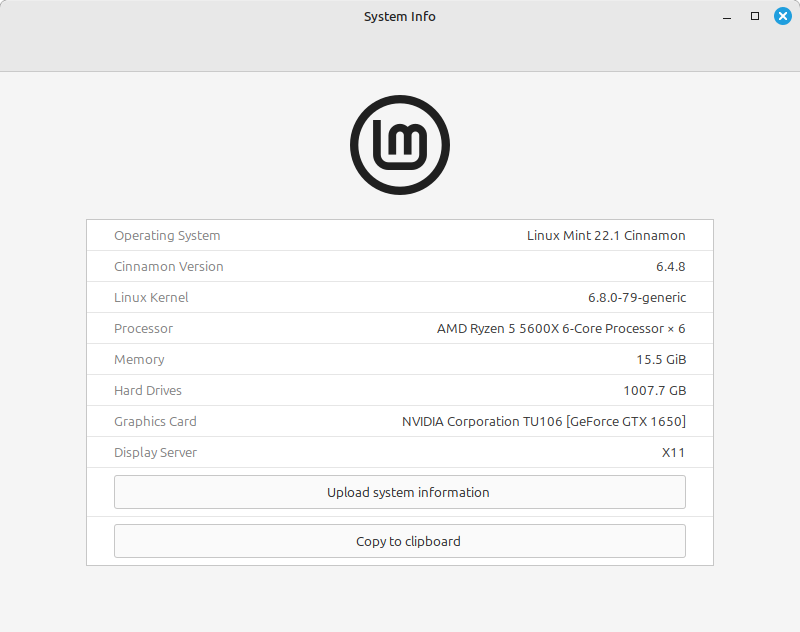 System Info
lm
Operating System Linux Mint 22.1 Cinnamon
Cinnamon Version 6.4.8
Linux Kernel 6.8.0-79-generic
Processor AMD Ryzen 5 5600X 6-Core Processor × 6
Memory 15.5 GiB
Hard Drives 1007.7 GB
Graphics Card NVIDIA Corporation TU106 [GeForce GTX 1650]
Display Server X11
Upload system information
Copy to clipboard